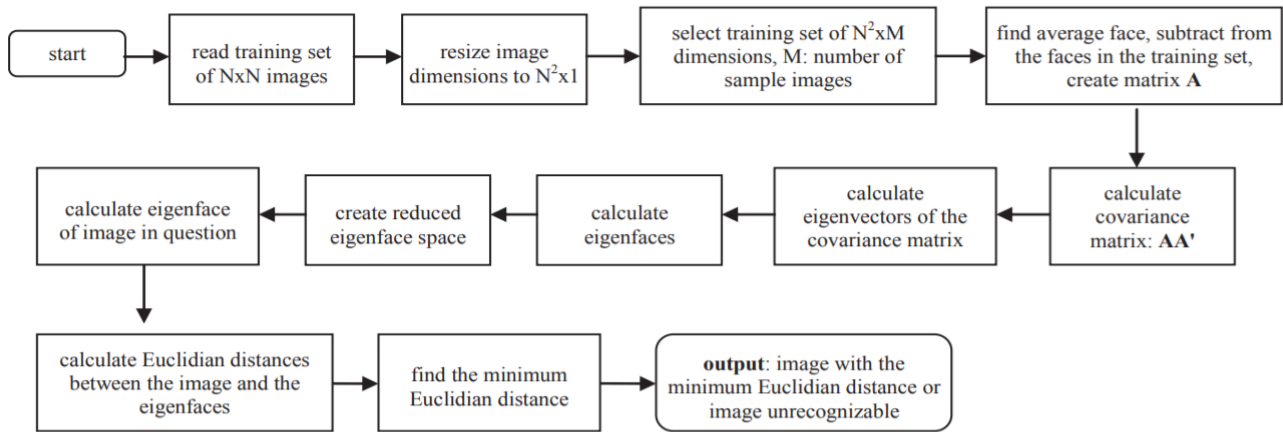 start
read training set
of NxN images
resize image
dimensions to N²x1
select training set of N²xM
dimensions, M: number of
sample images
find average face, subtract from
the faces in the training set,
create matrix A
calculate
covariance
matrix: AA'
calculate
eigenvectors of the
covariance matrix
calculate
eigenfaces
create reduced
eigenface space
calculate eigenface
of image in question
calculate Euclidian distances
between the image and the
eigenfaces
find the minimum
Euclidian distance
output: image with the
minimum Euclidian distance or
image unrecognizable